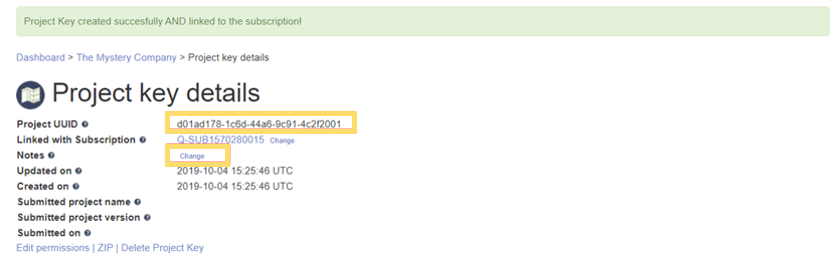 Project Key created succesfully AND linked to the subscription!
Dashboard > The Mystery Company > Project key details
Project key details
Project UUID ? d01ad178-1c6d-44a6-9c91-4c2f2001
Linked with Subscription ? Q-SUB1570280015 Change
Notes ? Change
Updated on ? 2019-10-04 15:25:46 UTC
Created on ? 2019-10-04 15:25:46 UTC
Submitted project name ?
Submitted project version ?
Submitted on ?
Edit permissions | ZIP | Delete Project Key